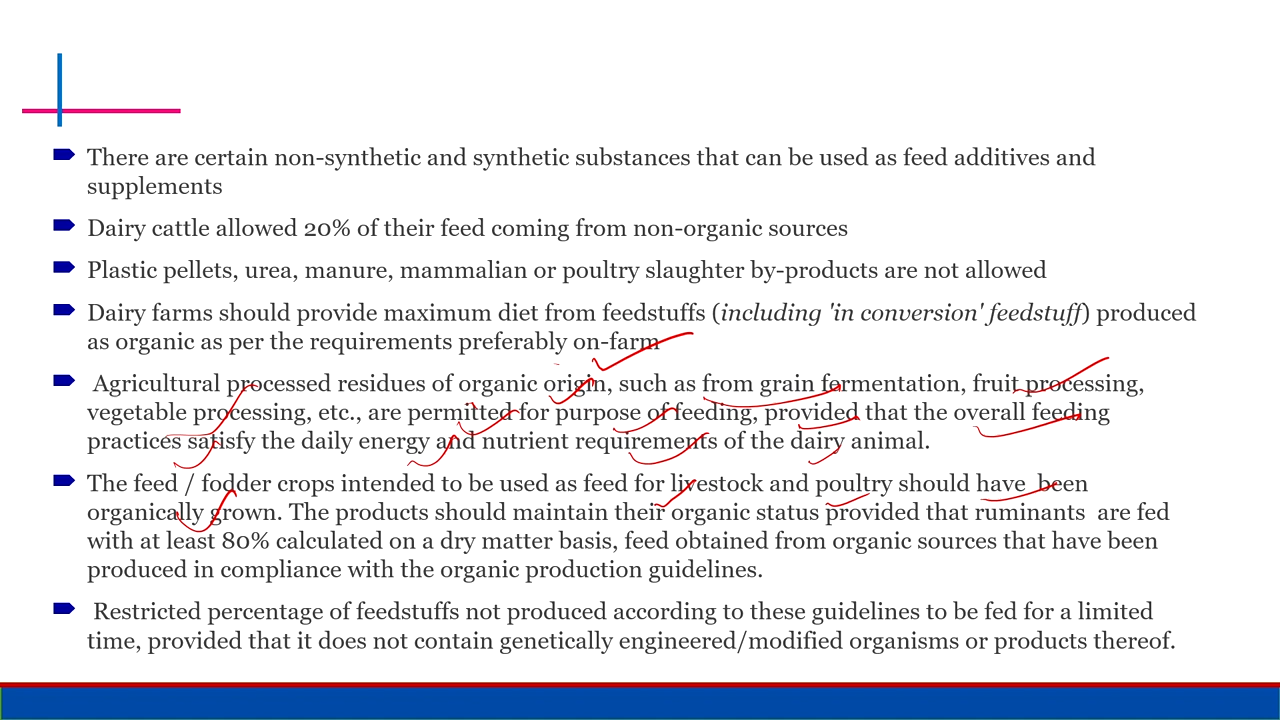 There are certain non-synthetic and synthetic substances that can be used as feed additives and
supplements
Dairy cattle allowed 20% of their feed coming from non-organic sources
Plastic pellets, urea, manure, mammalian or poultry slaughter by-products are not allowed
Dairy farms should provide maximum diet from feedstuffs (including 'in conversion' feedstuff) produced
as organic as per the requirements preferably on-farm
Agricultural processed residues of organic origin, such as from grain fermentation, fruit processing,
vegetable processing, etc., are permitted for purpose of feeding, provided that the overall feeding
practices satisfy the daily energy and nutrient requirements of the dairy animal.
The feed / fodder crops intended to be used as feed for livestock and poultry should have been
organically grown. The products should maintain their organic status provided that ruminants are fed
with at least 80% calculated on a dry matter basis, feed obtained from organic sources that have been
produced in compliance with the organic production guidelines.
Restricted percentage of feedstuffs not produced according to these guidelines to be fed for a limited
time, provided that it does not contain genetically engineered/modified organisms or products thereof.